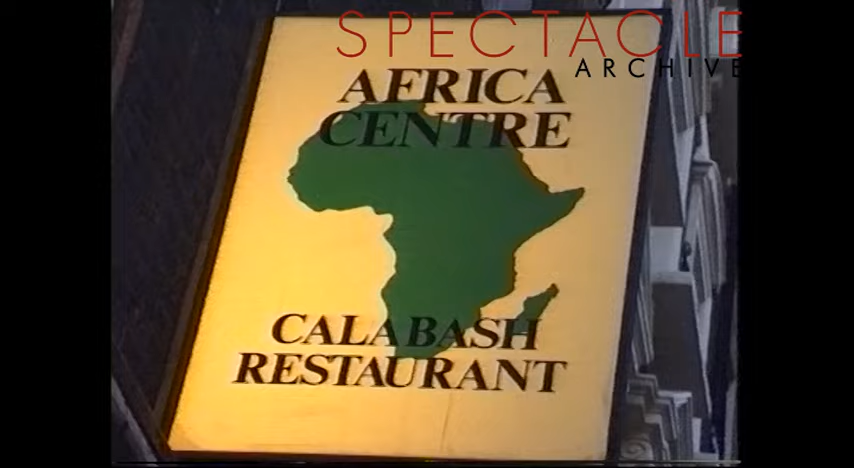 SPECTACLE
ARCHIVE
AFRICA
CENTRE
CALABASH
RESTAURANT